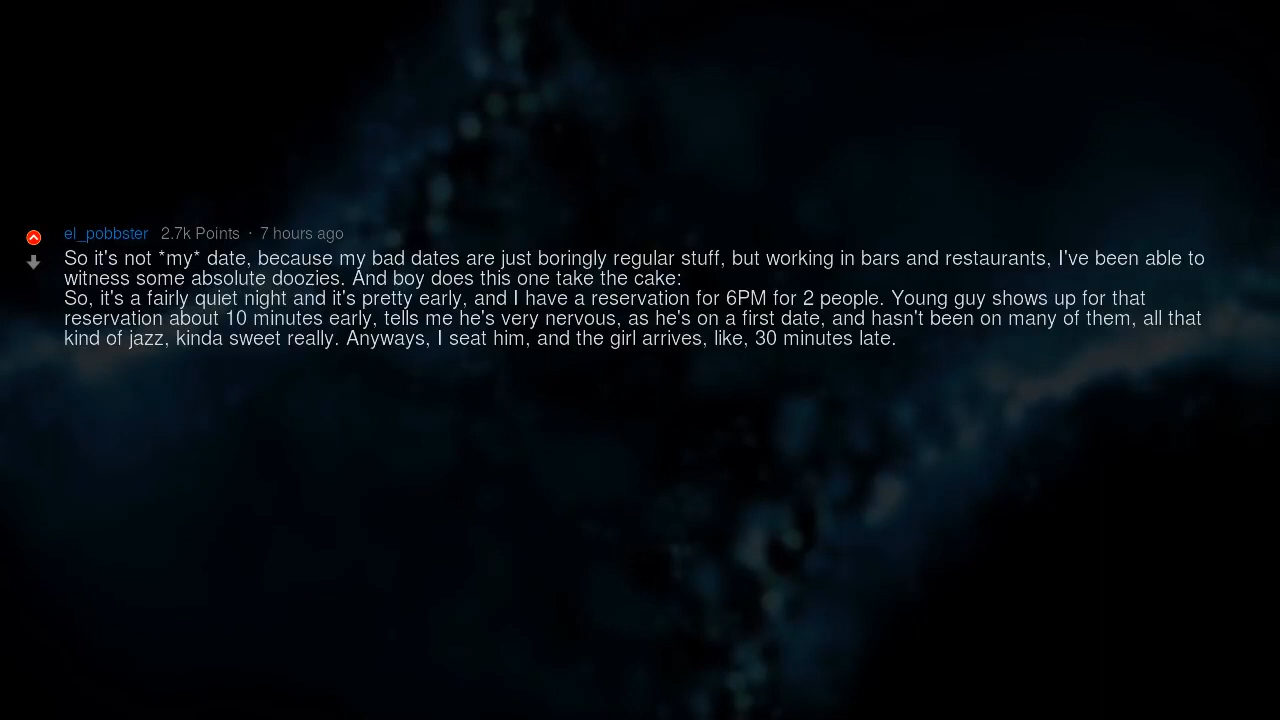 el_pobbster 2.7k Points · 7 hours ago
So it's not *my* date, because my bad dates are just boringly regular stuff, but working in bars and restaurants, I've been able to
witness some absolute doozies. And boy does this one take the cake:
So, it's a fairly quiet night and it's pretty early, and I have a reservation for 6PM for 2 people. Young guy shows up for that
reservation about 10 minutes early, tells me he's very nervous, as he's on a first date, and hasn't been on many of them, all that
kind of jazz, kinda sweet really. Anyways, I seat him, and the girl arrives, like, 30 minutes late.